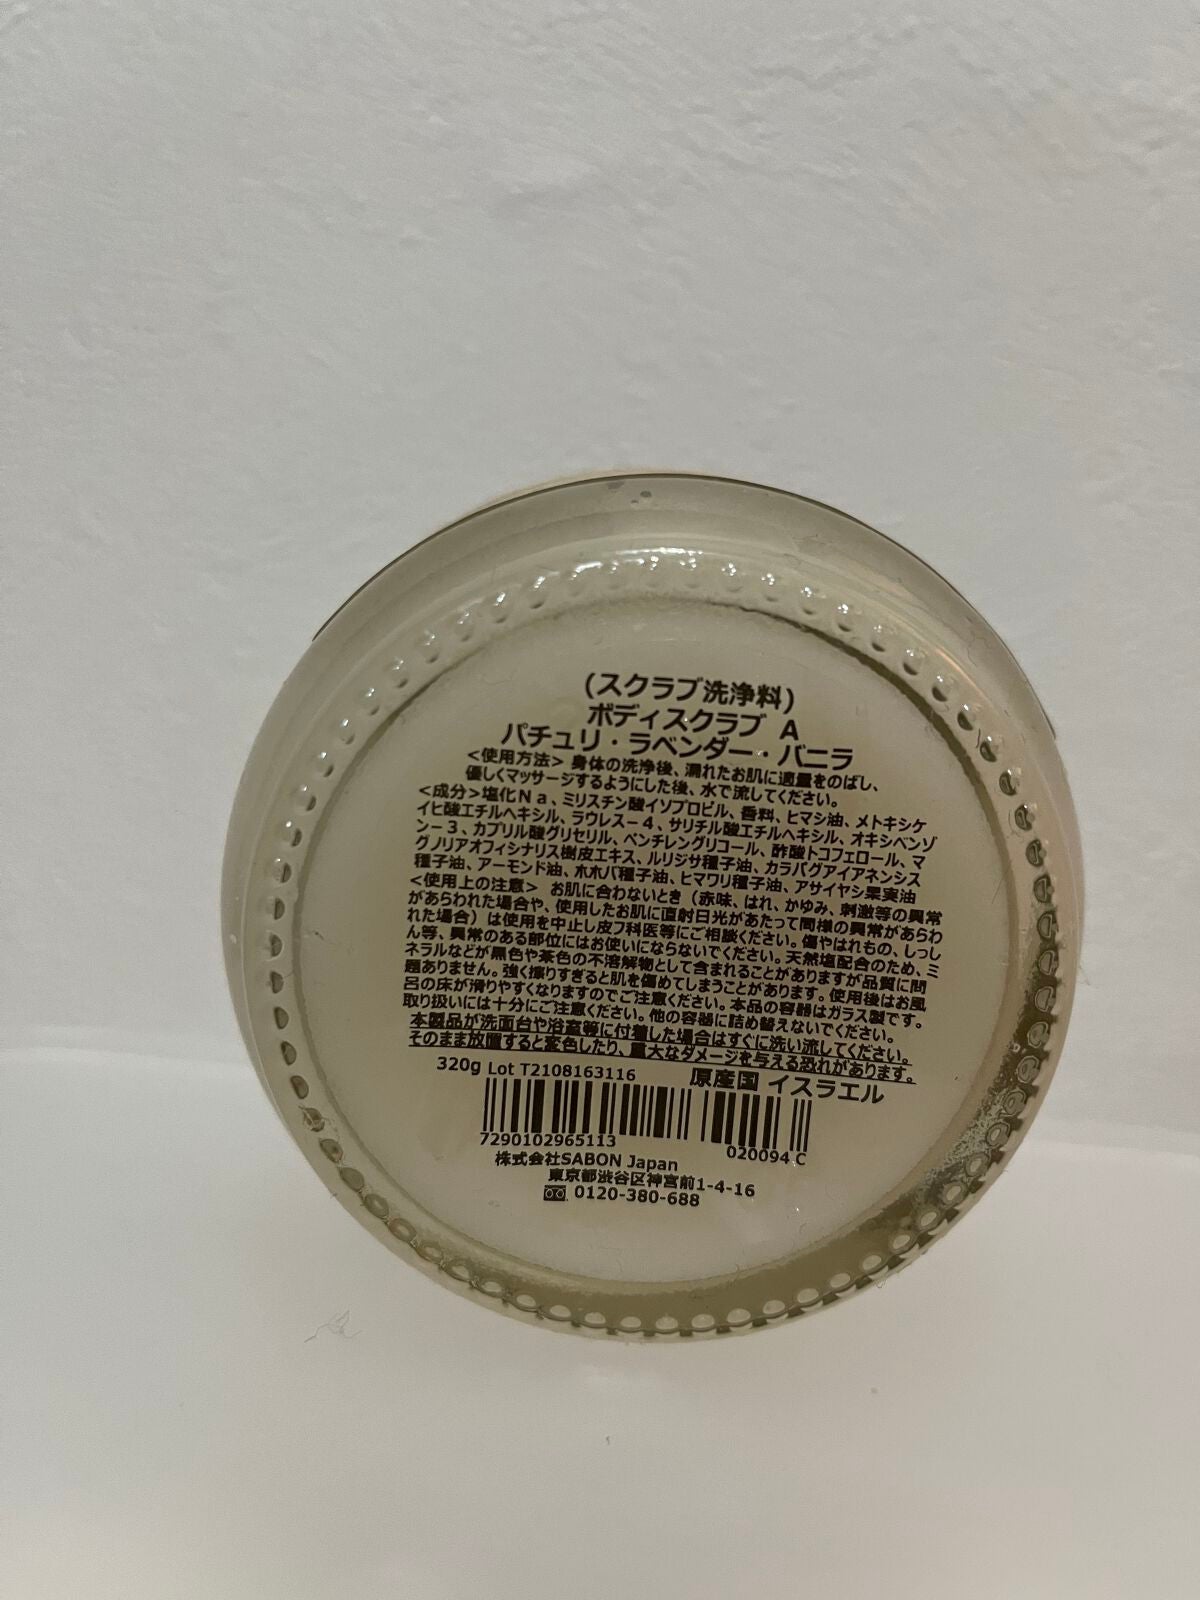 (スクラブ洗浄料)
ボディスクラブ A
パチュリ・ラベンダー・バニラ
<使用方法> 身体の洗浄後、濡れたお肌に適量をのばし、
優しくマッサージするようにした後、水で流してください。
<成分>塩化Na、ミリスチン酸イソプロピル、香料、ヒマシ油、メトキシケ
イヒ酸エチルヘキシル、ラウレス-4、サリチル酸エチルヘキシル、オキシベンゾ
ン-3、カプリル酸グリセリル、ペンチレングリコール、酢酸トコフェロール、マ
グノリアオフィシナリス樹皮エキス、ルリジサ種子油、カラパグアイアネンシス
種子油、アーモンド油、ホホバ種子油、ヒマワリ種子油、アサイヤシ果実油
<使用上の注意> お肌に合わないとき(赤味、はれ、かゆみ、刺激等の異常
があらわれた場合や、使用したお肌に直射日光があたって同様の異常があらわ
れた場合)は使用を中止し皮フ科医等にご相談ください。傷やはれもの、しっし
ん等、異常のある部位にはお使いにならないでください。天然塩配合のため、ミ
ネラルなどが黒色や茶色の不溶解物として含まれることがありますが品質に問
題ありません。強く擦りすぎると肌を傷めてしまうことがあります。使用後はお風
呂の床が滑りやすくなりますのでご注意ください。本品の容器はガラス製です。
取り扱いには十分にご注意ください。他の容器に詰め替えないでください。
本製品が洗面台や浴室等に付着した場合はすぐに洗い流してください。
そのまま放置すると変色したり、重大なダメージを与える恐れがあります。
320g Lot T2108163116 原産国 イスラエル
7290102965113 020094 C
株式会社SABON Japan
東京都渋谷区神宮前1-4-16
0120-380-688